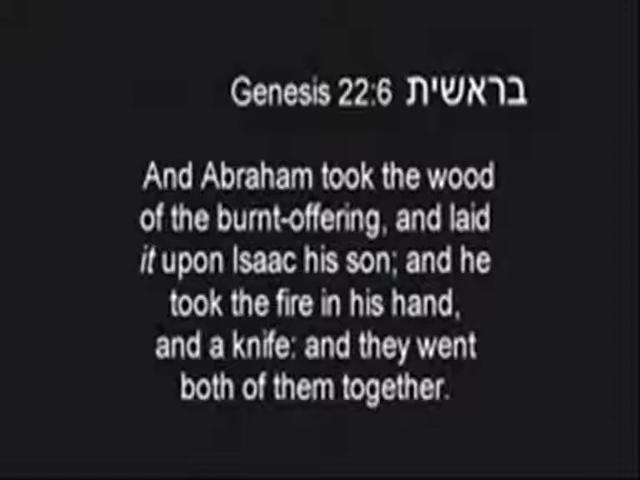 Genesis 22:6 בראשית
And Abraham took the wood
of the burnt-offering, and laid
it upon Isaac his son; and he
took the fire in his hand,
and a knife: and they went
both of them together.